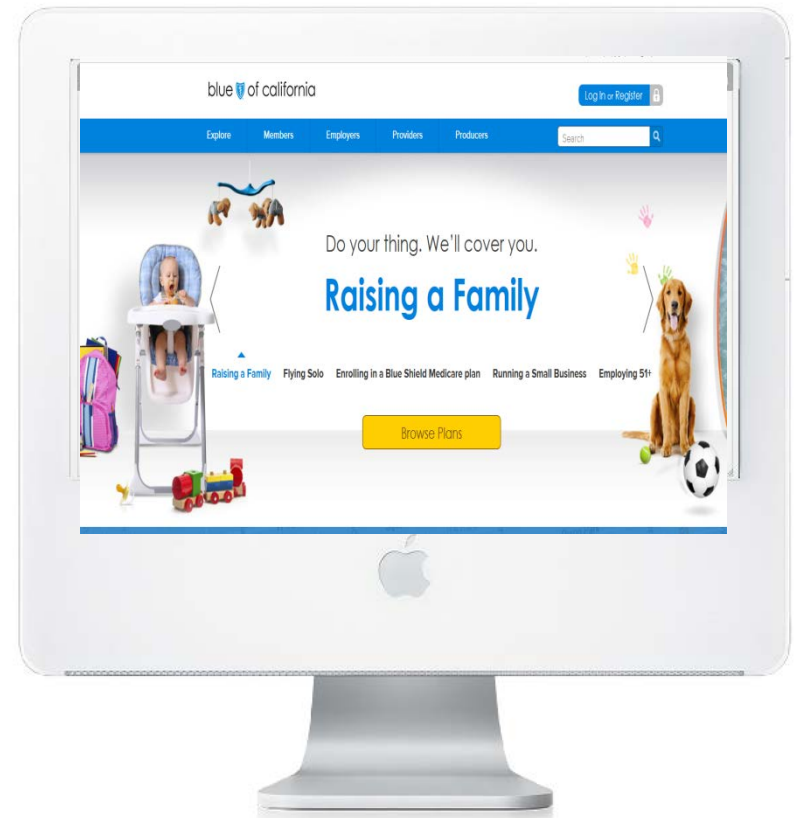 blue of california
Log In or Register
Explore Members Employers Providers Producers
Search
Do your thing. We'll cover you.
Raising a Family
Raising a Family Flying Solo Enrolling in a Blue Shield Medicare plan Running a Small Business Employing 51+
Browse Plans